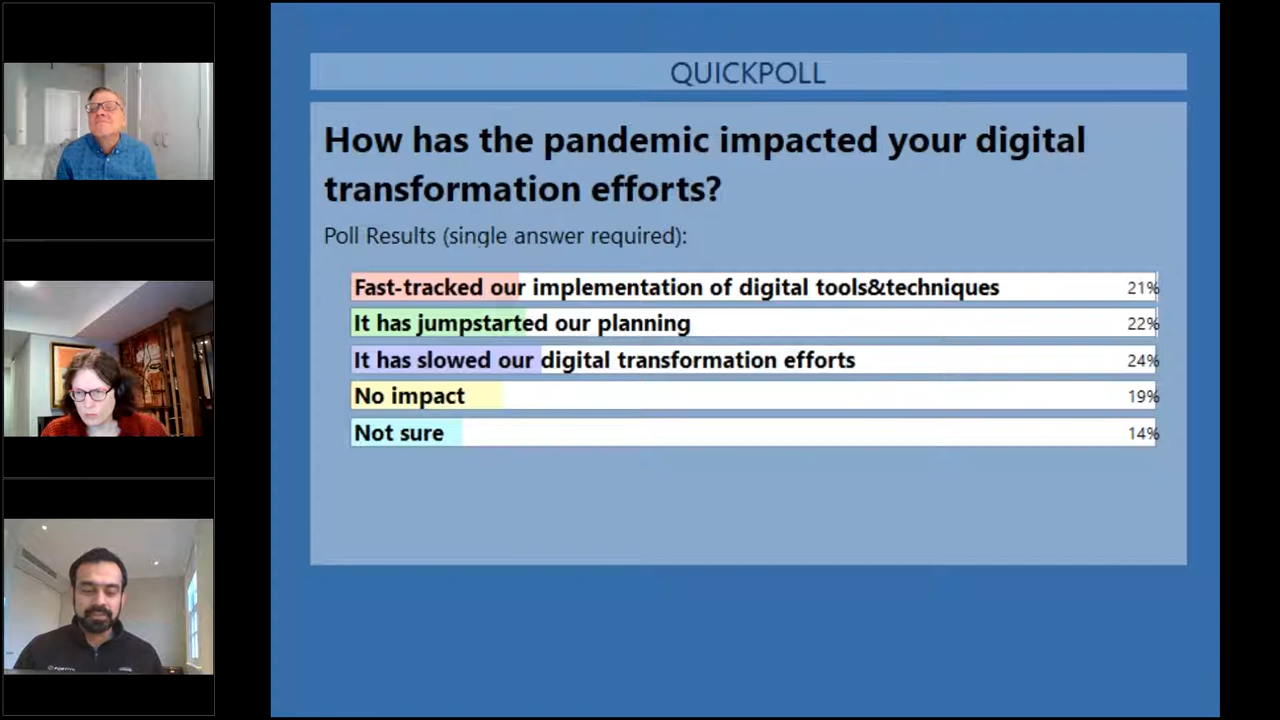 QUICKPOLL
How has the pandemic impacted your digital
transformation efforts?
Poll Results (single answer required):
Fast-tracked our implementation of digital tools&techniques 21%
It has jumpstarted our planning 22%
It has slowed our digital transformation efforts 24%
No impact 19%
Not sure 14%